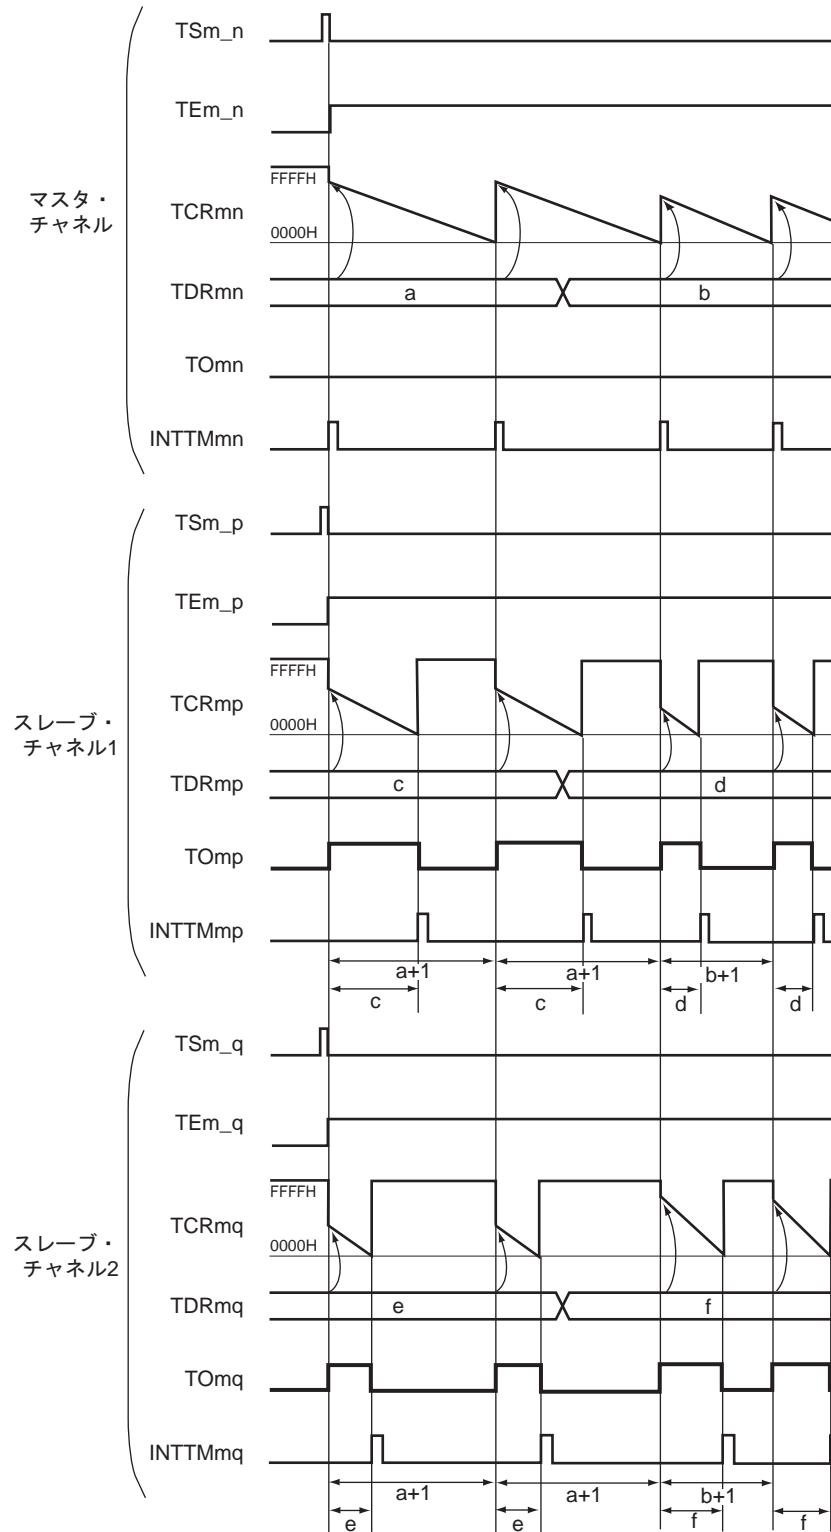 TSm_n
TEm_n
マスタ・
チャネル
FFFFH
TCRmn
0000H
TDRmn
a
b
TOmn
INTTMmn
TSm_p
TEm_p
FFFFH
TCRmp
0000H
スレーブ・
チャネル1
TDRmp
c
d
TOmp
INTTMmp
a+1
a+1
b+1
c
c
d
d
TSm_q
TEm_q
FFFFH
TCRmq
0000H
スレーブ・
チャネル2
TDRmq
e
f
TOmq
INTTMmq
a+1
a+1
b+1
e
e
f
f